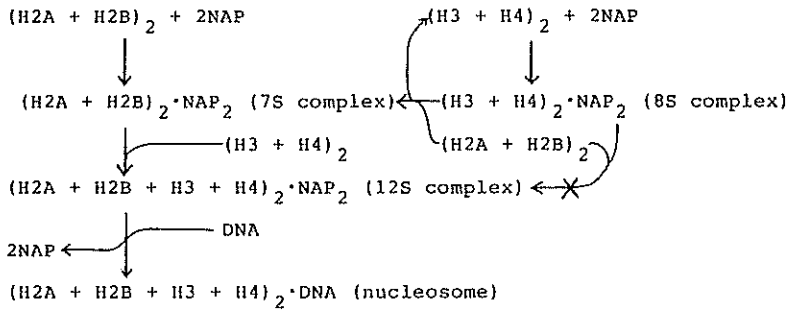 (H2A + H2B)₂ + 2NAP (H3 + H4)₂ + 2NAP
(H2A + H2B)₂·NAP₂ (7S complex) (H3 + H4)₂·NAP₂ (8S complex)
(H3 + H4)₂ (H2A + H2B)₂
(H2A + H2B + H3 + H4)₂·NAP₂ (12S complex)
DNA
2NAP
(H2A + H2B + H3 + H4)₂·DNA (nucleosome)